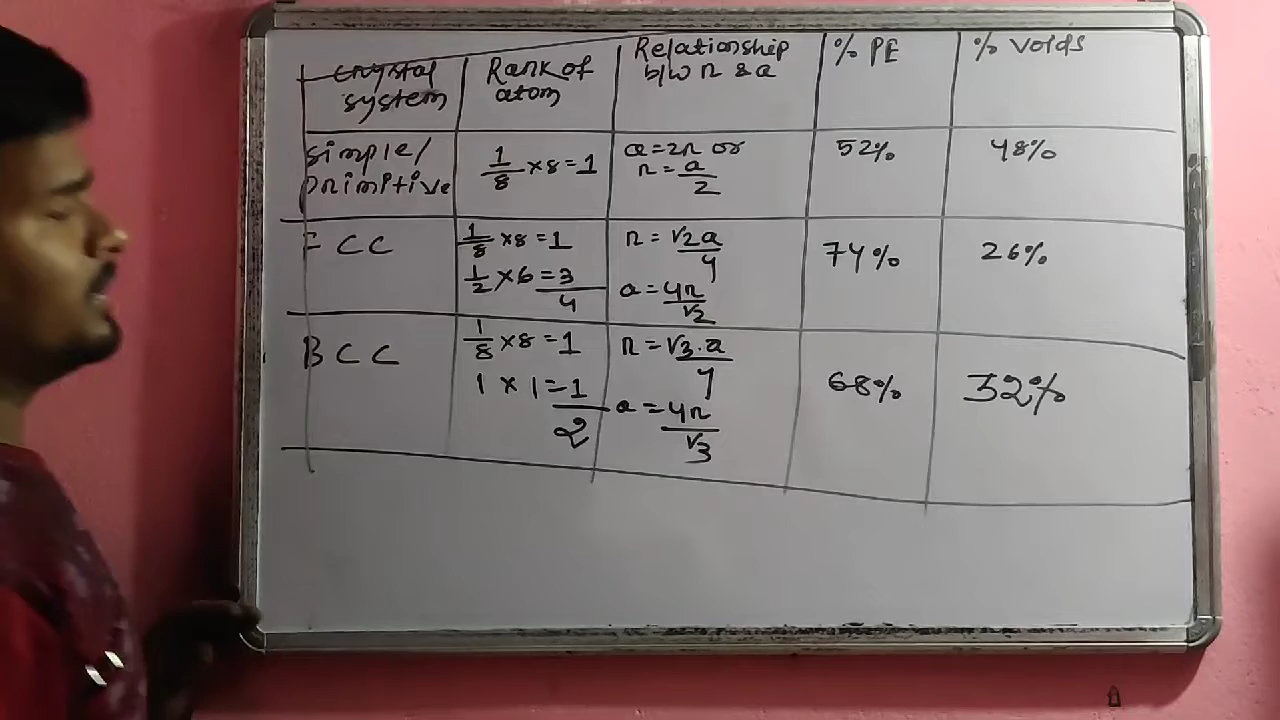 Crystal system
Rank of atom
Relationship b/w r & a
% PE
% voids
simple/ primitive
1/8 ×8=1
a=2r or
r=a/2
52%
48%
FCC
1/8 ×8=1
1/2 ×6=3
4
r=√2a/4
a=4r/√2
74%
26%
BCC
1/8 ×8=1
1×1=1
2
r=√3.a/4
a=4r/√3
68%
32%